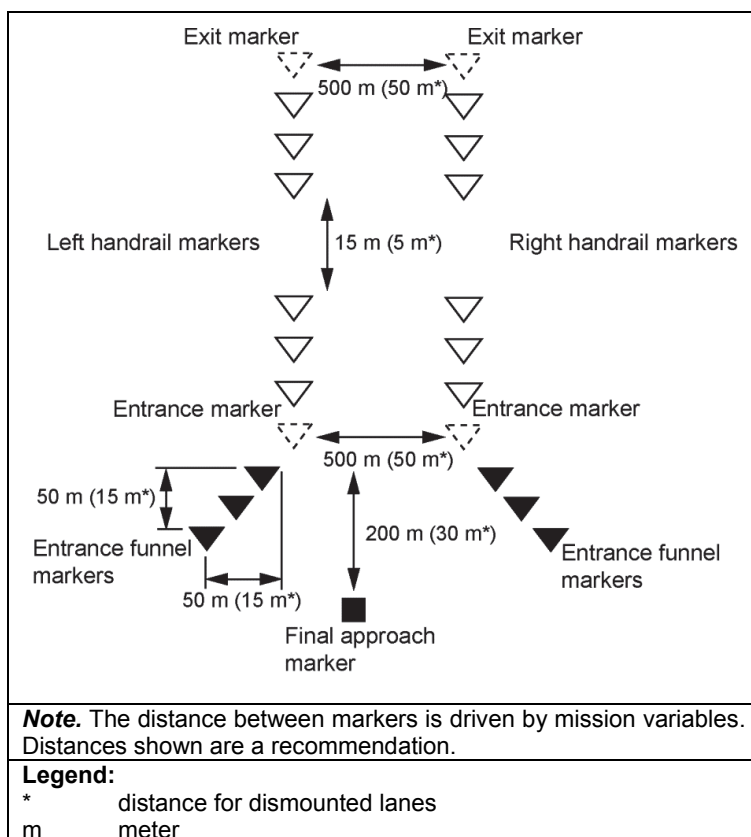 Exit marker
Exit marker
500 m (50 m*)
Left handrail markers
15 m (5 m*)
Right handrail markers
Entrance marker
Entrance marker
500 m (50 m*)
50 m (15 m*)
200 m (30 m*)
Entrance funnel
markers
Entrance funnel
markers
50 m (15 m*)
Final approach
marker
Note. The distance between markers is driven by mission variables.
Distances shown are a recommendation.
Legend:
* distance for dismounted lanes
m meter